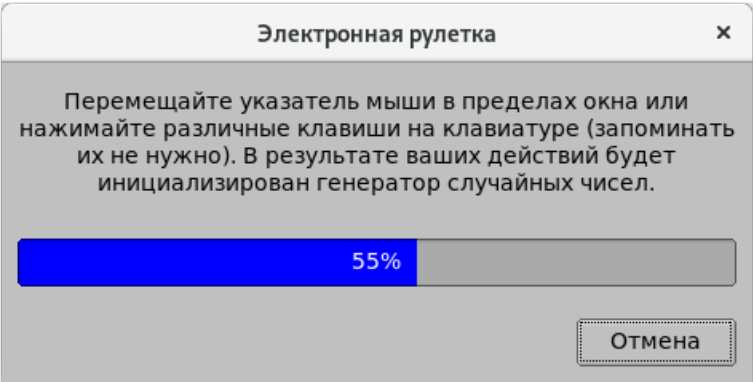 Электронная рулетка
Перемещайте указатель мыши в пределах окна или
нажимайте различные клавиши на клавиатуре (запоминать
их не нужно). В результате ваших действий будет
инициализирован генератор случайных чисел.
55%
Отмена